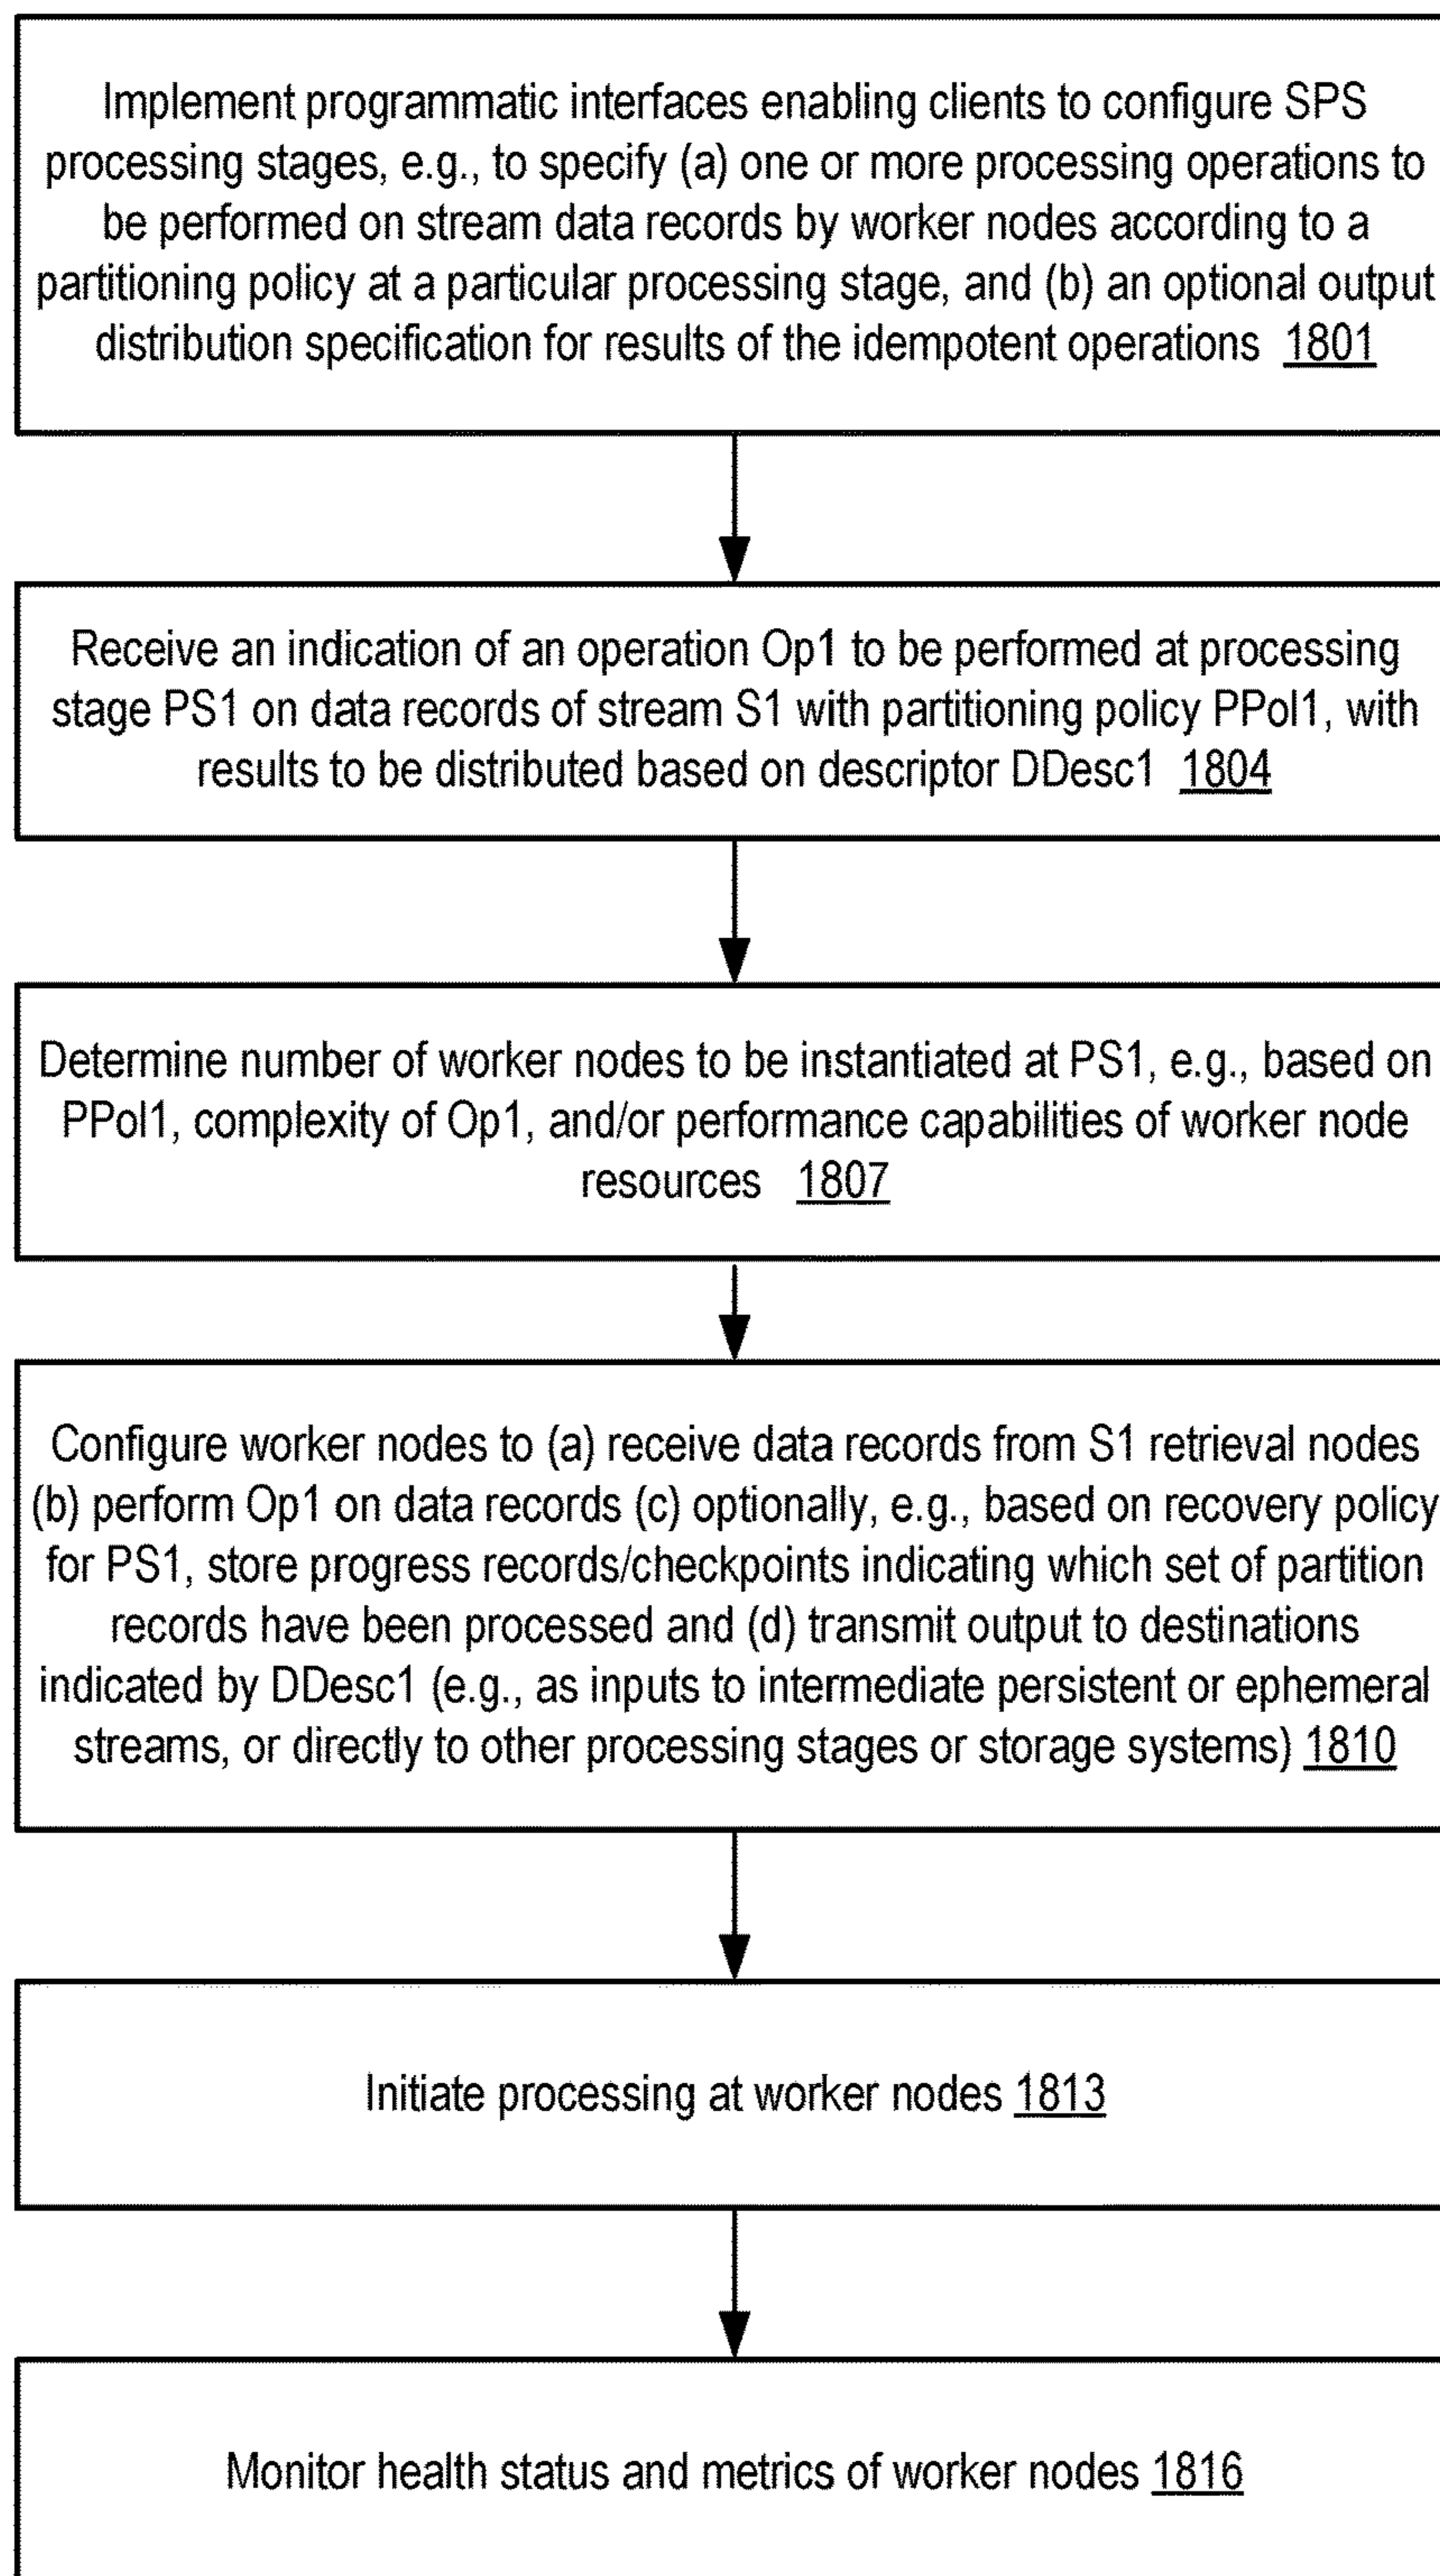 Implement programmatic interfaces enabling clients to configure SPS
processing stages, e.g., to specify (a) one or more processing operations to
be performed on stream data records by worker nodes according to a
partitioning policy at a particular processing stage, and (b) an optional output
distribution specification for results of the idempotent operations 1801
Receive an indication of an operation Op1 to be performed at processing
stage PS1 on data records of stream S1 with partitioning policy PPol1, with
results to be distributed based on descriptor DDesc1 1804
Determine number of worker nodes to be instantiated at PS1, e.g., based on
PPol1, complexity of Op1, and/or performance capabilities of worker node
resources 1807
Configure worker nodes to (a) receive data records from S1 retrieval nodes
(b) perform Op1 on data records (c) optionally, e.g., based on recovery policy
for PS1, store progress records/checkpoints indicating which set of partition
records have been processed and (d) transmit output to destinations
indicated by DDesc1 (e.g., as inputs to intermediate persistent or ephemeral
streams, or directly to other processing stages or storage systems) 1810
Initiate processing at worker nodes 1813
Monitor health status and metrics of worker nodes 1816